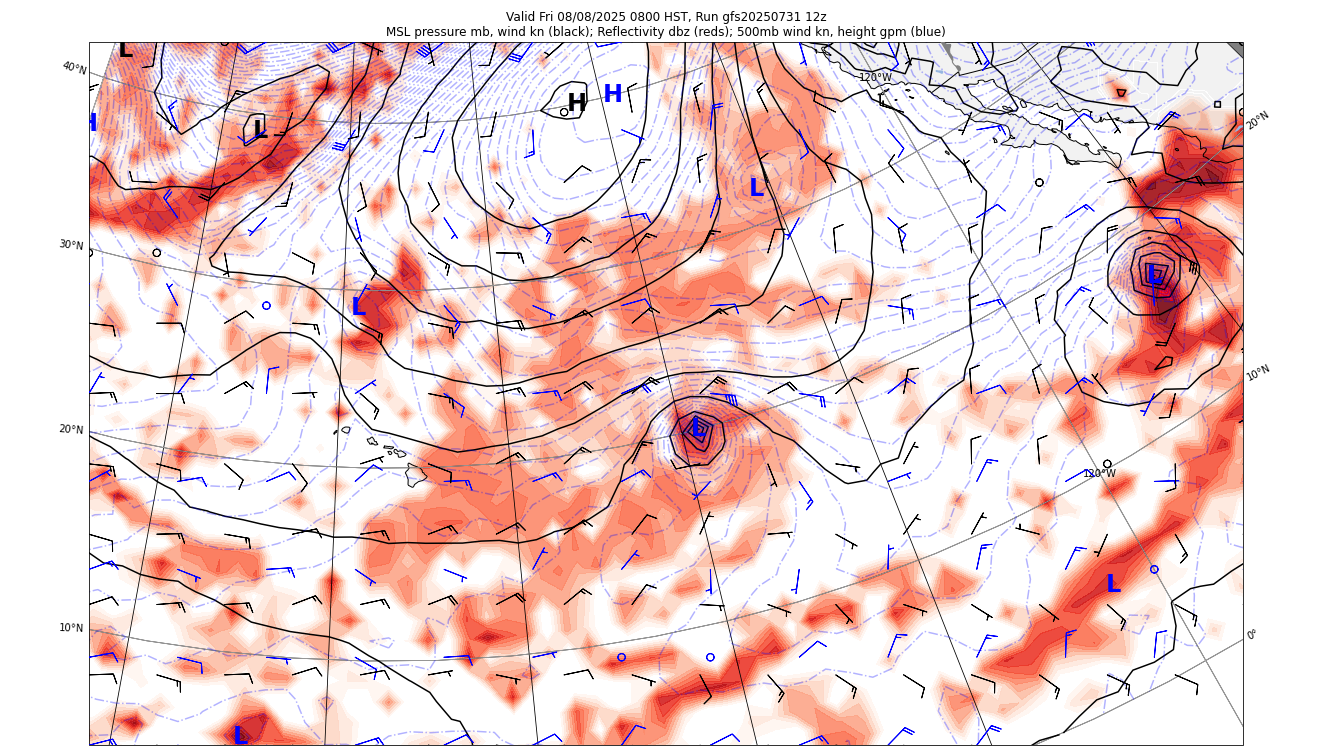 Valid Fri 08/08/2025 0800 HST, Run gfs20250731 12z
MSL pressure mb, wind kn (black); Reflectivity dbz (reds); 500mb wind kn, height gpm (blue)
L
40°N
120°W
H
H
H
L
20°N
L
30°N
L
L
10°N
20°N
L
120°W
L
10°N
0°
L